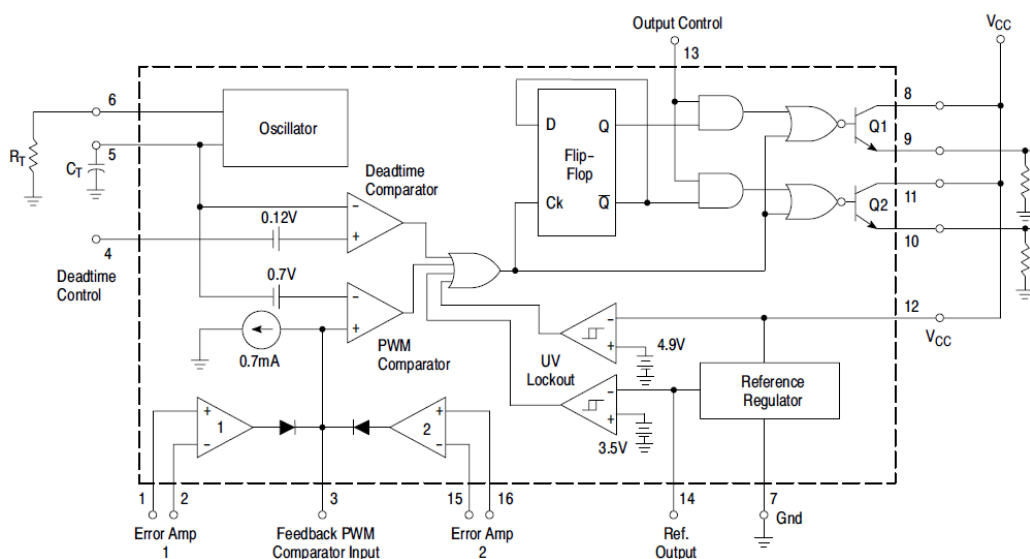 Output Control
13
VCC
6
RT
5
CT
Oscillator
D
Q
Flip-
Flop
Ck
Q
8
Q1
9
11
Q2
10
Deadtime
Comparator
0.12V
-
+
4
Deadtime
Control
0.7V
-
+
PWM
Comparator
0.7mA
UV
Lockout
-
+
4.9V
-
+
3.5V
12
VCC
Reference
Regulator
+
-
1
+
-
2
1
2
3
15
16
14
7
Error Amp
1
Feedback PWM
Comparator Input
Error Amp
2
Ref.
Output
Gnd